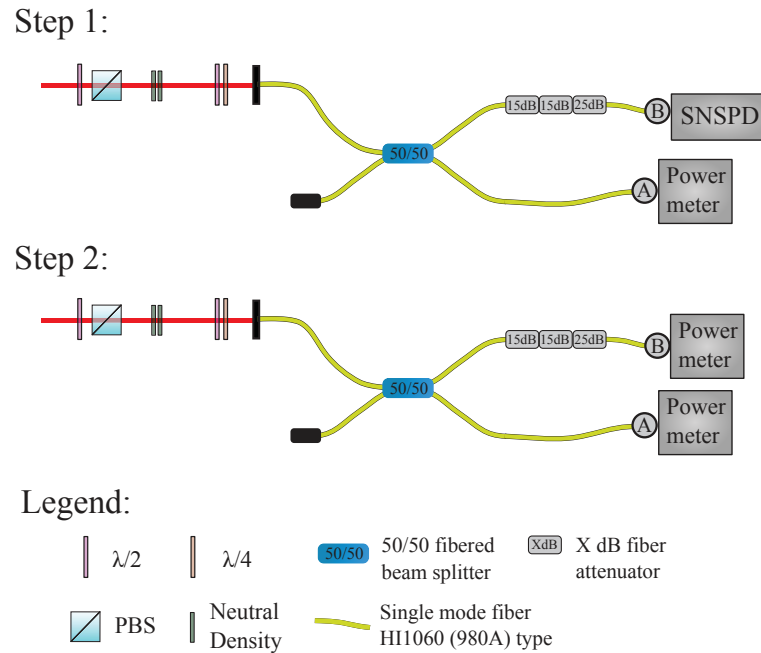 Step 1:
15dB 15dB 25dB
B
SNSPD
50/50
A
Power
meter
Step 2:
15dB 15dB 25dB
B
Power
meter
50/50
A
Power
meter
Legend:
λ/2
λ/4
50/50
50/50 fibered
beam splitter
XdB
X dB fiber
attenuator
PBS
Neutral
Density
Single mode fiber
HI1060 (980A) type